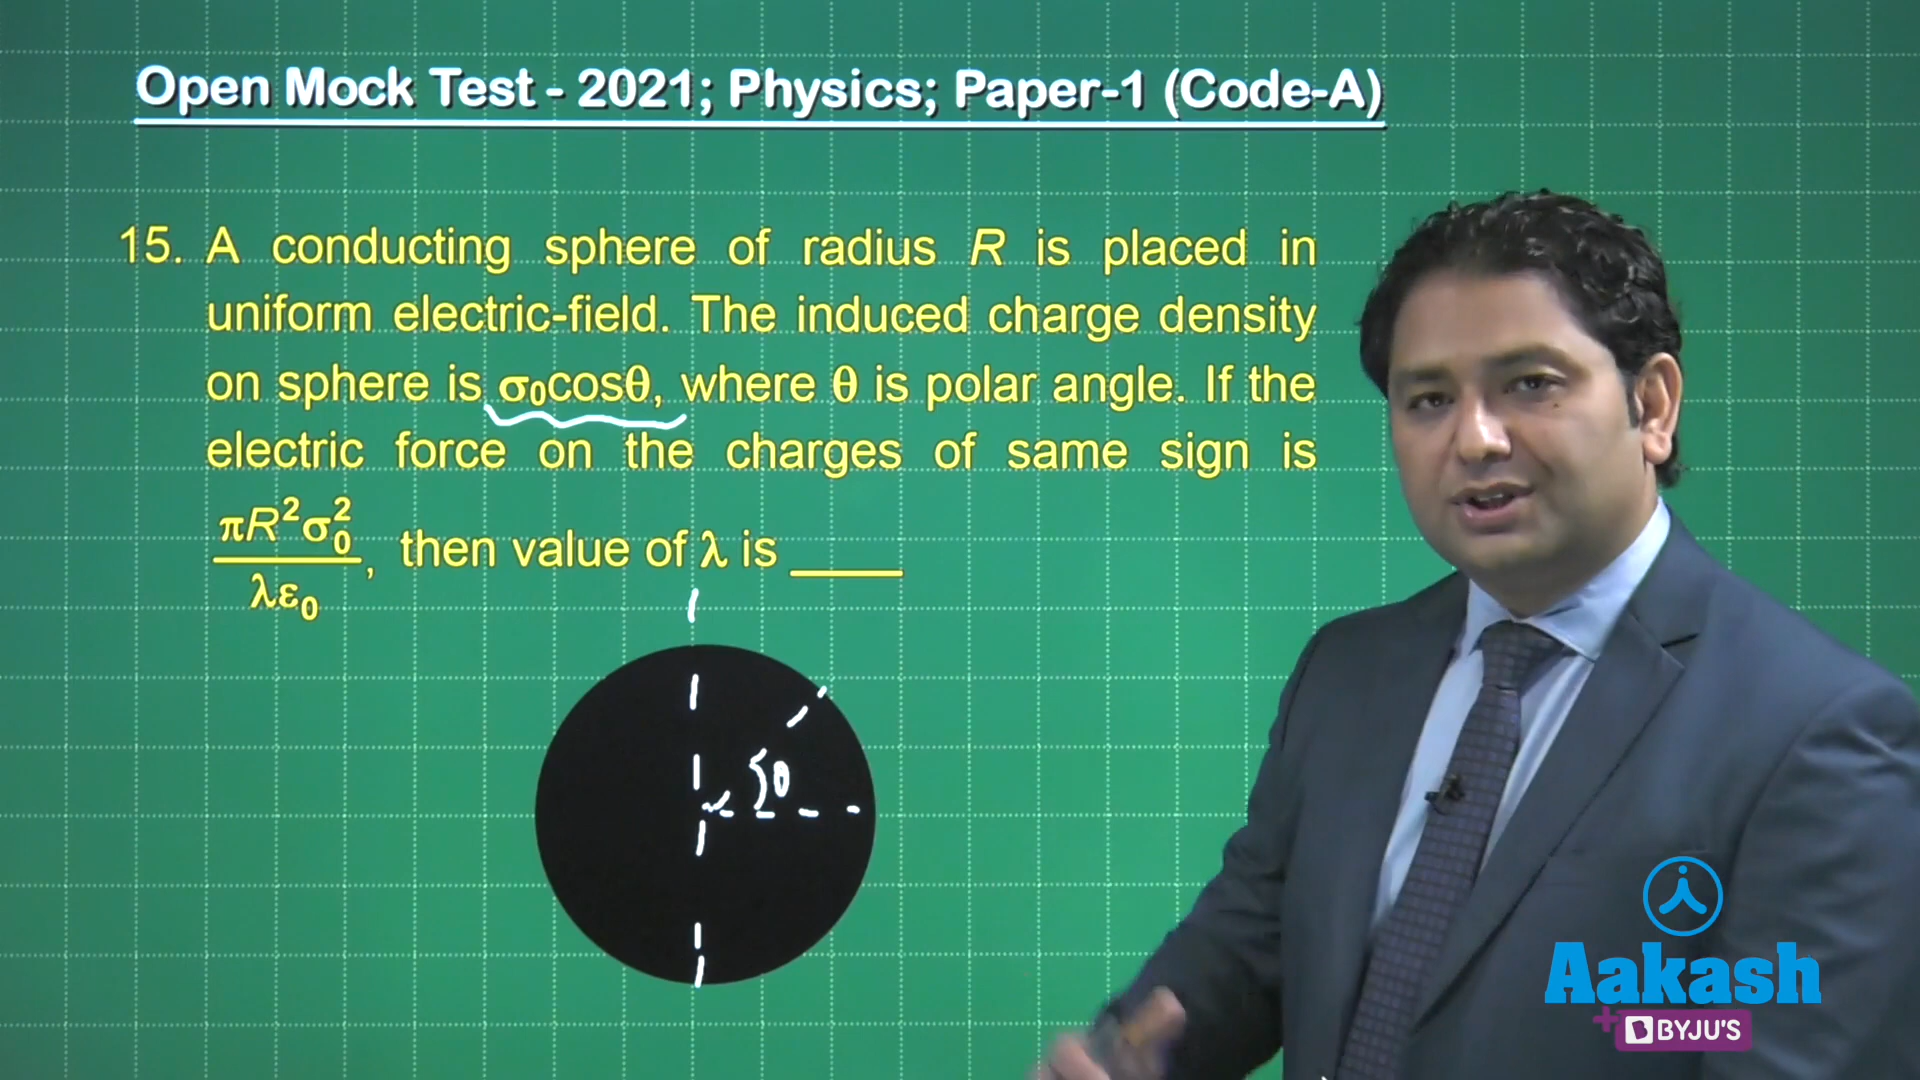 Open Mock Test - 2021; Physics; Paper-1 (Code-A)
15. A conducting sphere of radius R is placed in
uniform electric-field. The induced charge density
on sphere is σ₀cosθ, where θ is polar angle. If the
electric force on the charges of same sign is
πR²σ₀²/λε₀, then value of λ is ____
θ
Aakash
+BYJU'S